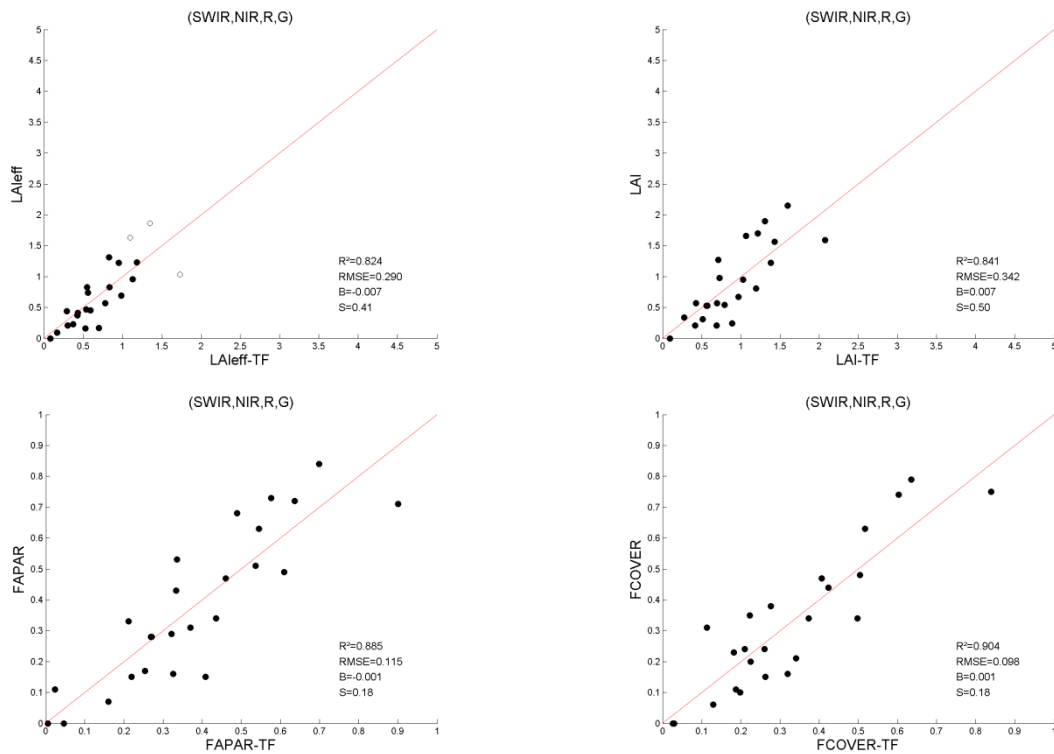 (SWIR,NIR,R,G)
5
4.5
4
3.5
3
2.5
2
1.5
1
0.5
0
LAIeff
R²=0.824
RMSE=0.290
B=-0.007
S=0.41
0 0.5 1 1.5 2 2.5 3 3.5 4 4.5 5
LAIeff-TF
(SWIR,NIR,R,G)
5
4.5
4
3.5
3
2.5
2
1.5
1
0.5
0
LAI
R²=0.841
RMSE=0.342
B=0.007
S=0.50
0 0.5 1 1.5 2 2.5 3 3.5 4 4.5 5
LAI-TF
(SWIR,NIR,R,G)
1
0.9
0.8
0.7
0.6
0.5
0.4
0.3
0.2
0.1
0
FAPAR
R²=0.885
RMSE=0.115
B=-0.001
S=0.18
0 0.1 0.2 0.3 0.4 0.5 0.6 0.7 0.8 0.9 1
FAPAR-TF
(SWIR,NIR,R,G)
1
0.9
0.8
0.7
0.6
0.5
0.4
0.3
0.2
0.1
0
FCOVER
R²=0.904
RMSE=0.098
B=0.001
S=0.18
0 0.1 0.2 0.3 0.4 0.5 0.6 0.7 0.8 0.9 1
FCOVER-TF